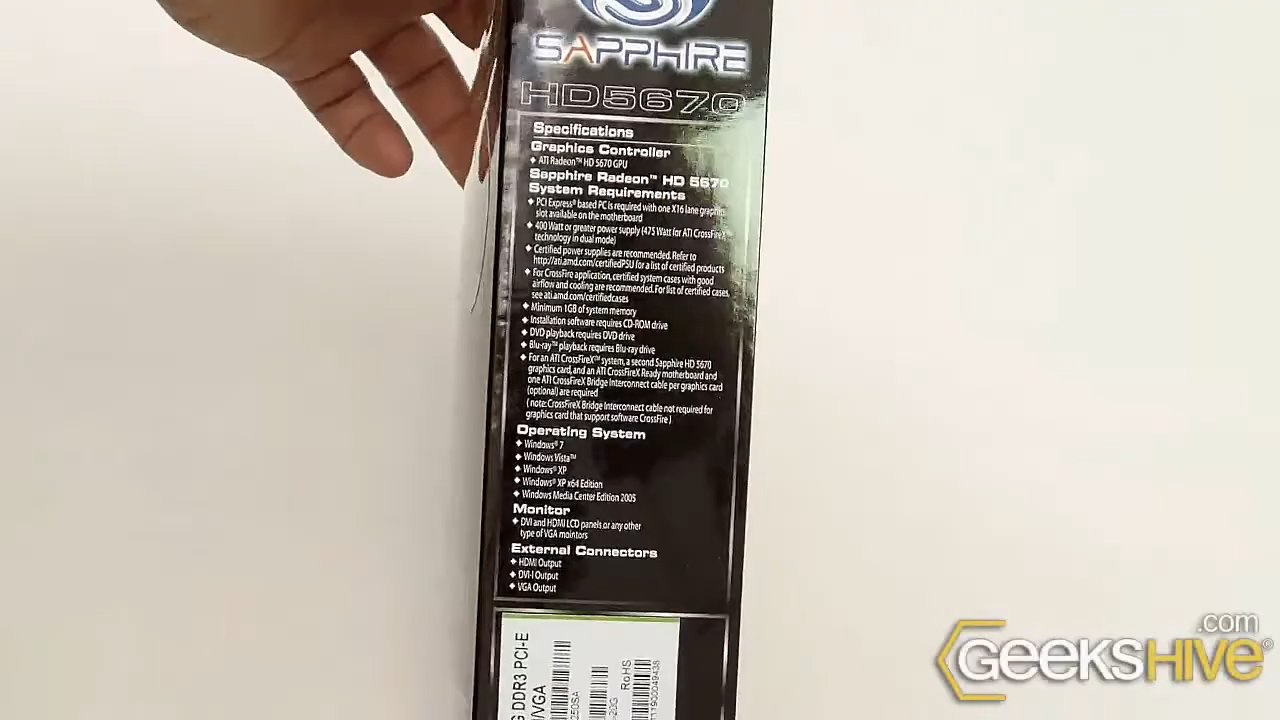 SAPPHIRE
HD5670
Specifications
Graphics Controller
ATI Radeon™ HD 5670 GPU
Sapphire Radeon™ HD 5670
System Requirements
PCI Express® based PC is required with one X16 lane graphics
slot available on the motherboard
400 Watt or greater power supply (475 Watt for ATI CrossFireX™
technology in dual mode)
Certified power supplies are recommended. Refer to
http://ati.amd.com/certifiedPSU for a list of certified products
For CrossFire application, certified system cases with good
airflow and cooling are recommended. For list of certified cases,
see ati.amd.com/certifiedcases
Minimum 1GB of system memory
Installation software requires CD-ROM drive
DVD playback requires DVD drive
Blu-ray™ playback requires Blu-ray drive
For an ATI CrossFireX™ system, a second Sapphire HD 5670
graphics card, and an ATI CrossFireX Ready motherboard and
one ATI CrossFireX Bridge Interconnect cable per graphics card
(optional) are required
( note: CrossFireX Bridge Interconnect cable not required for
graphics card that support software CrossFire )
Operating System
Windows® 7
Windows Vista™
Windows® XP
Windows® XP x64 Edition
Windows Media Center Edition 2005
Monitor
DVI and HDMI LCD panels or any other
type of VGA mointors
External Connectors
HDMI Output
DVI-I Output
VGA Output
G DDR3 PCI-E
I/VGA
250SA
-20G
RoHS
11900049438
GEEKSHIVE.com®